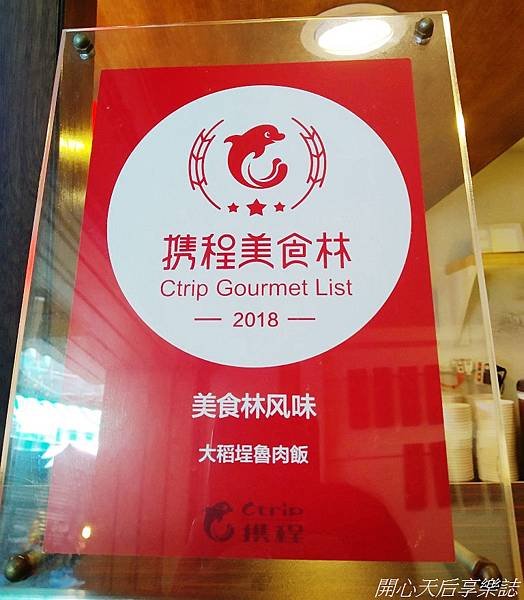 携程美食林
Ctrip Gourmet List
— 2018 —
美食林风味
大稻埕魯肉飯
Ctrip
携程
開心天后享樂誌